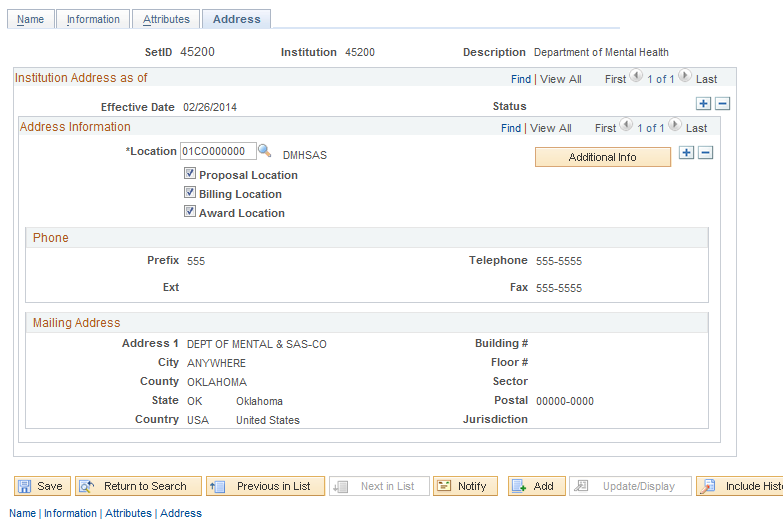 Name Information Attributes Address
SetID 45200 Institution 45200 Description Department of Mental Health
Institution Address as of Find | View All First 1 of 1 Last
Effective Date 02/26/2014 Status
Address Information Find | View All First 1 of 1 Last
*Location 01CO000000 DMHSAS Additional Info
Proposal Location
Billing Location
Award Location
Phone
Prefix 555 Telephone 555-5555
Ext Fax 555-5555
Mailing Address
Address 1 DEPT OF MENTAL & SAS-CO Building #
City ANYWHERE Floor #
County OKLAHOMA Sector
State OK Oklahoma Postal 00000-0000
Country USA United States Jurisdiction
Save Return to Search Previous in List Next in List Notify Add Update/Display Include Hist
Name | Information | Attributes | Address